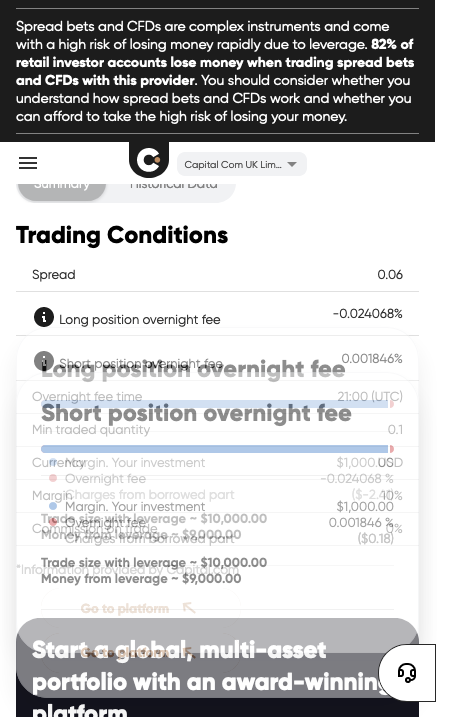 Spread bets and CFDs are complex instruments and come
with a high risk of losing money rapidly due to leverage. 82% of
retail investor accounts lose money when trading spread bets
and CFDs with this provider. You should consider whether you
understand how spread bets and CFDs work and whether you
can afford to take the high risk of losing your money.
Capital Com UK Lim...
Summary Historical Data
Trading Conditions
Spread 0.06
Long position overnight fee -0.024068%
Short position overnight fee 0.001846%
Long position overnight fee
Overnight fee time 21:00 (UTC)
Short position overnight fee
Min traded quantity 0.1
Currency USD
Margin. Your investment $1,000.00
Overnight fee -0.024068 %
Charges from borrowed part
Margin 10%
Margin. Your investment $1,000.00
Trade size with leverage ~ $10,000.00
Overnight fee 0.001846 %
Commission on trade 0%
Money from leverage ~ $9,000.00
Charges from borrowed part ($0.18)
Trade size with leverage ~ $10,000.00
*Information provided by Capital.com
Money from leverage ~ $9,000.00
Go to platform
Start a global, multi-asset
Go to platform
portfolio with an award-winning
platform